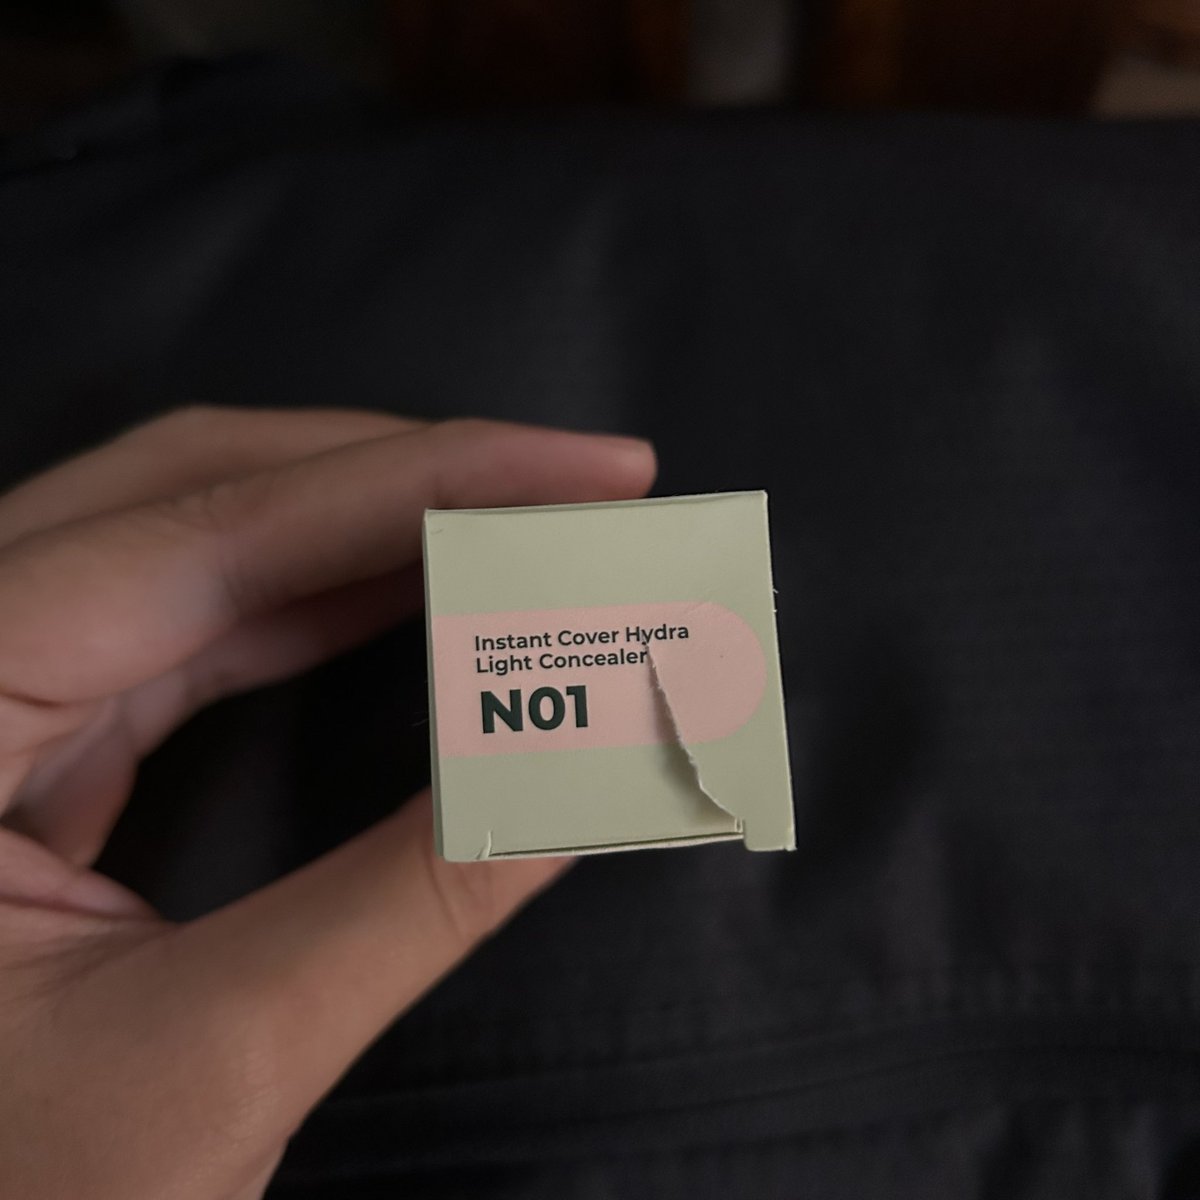 Instant Cover Hydra
Light Concealer
N01